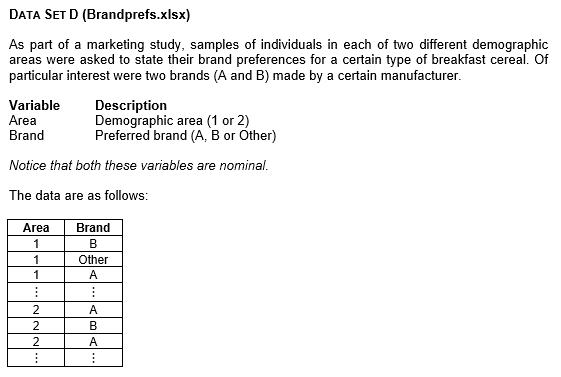 DATA SET D (Brandprefs.xlsx)
As part of a marketing study, samples of individuals in each of two different demographic
areas were asked to state their brand preferences for a certain type of breakfast cereal. Of
particular interest were two brands (A and B) made by a certain manufacturer.
Variable Description
Area Demographic area (1 or 2)
Brand Preferred brand (A, B or Other)
Notice that both these variables are nominal.
The data are as follows:
Area Brand
1 B
1 Other
1 A
⋮ ⋮
2 A
2 B
2 A
⋮ ⋮